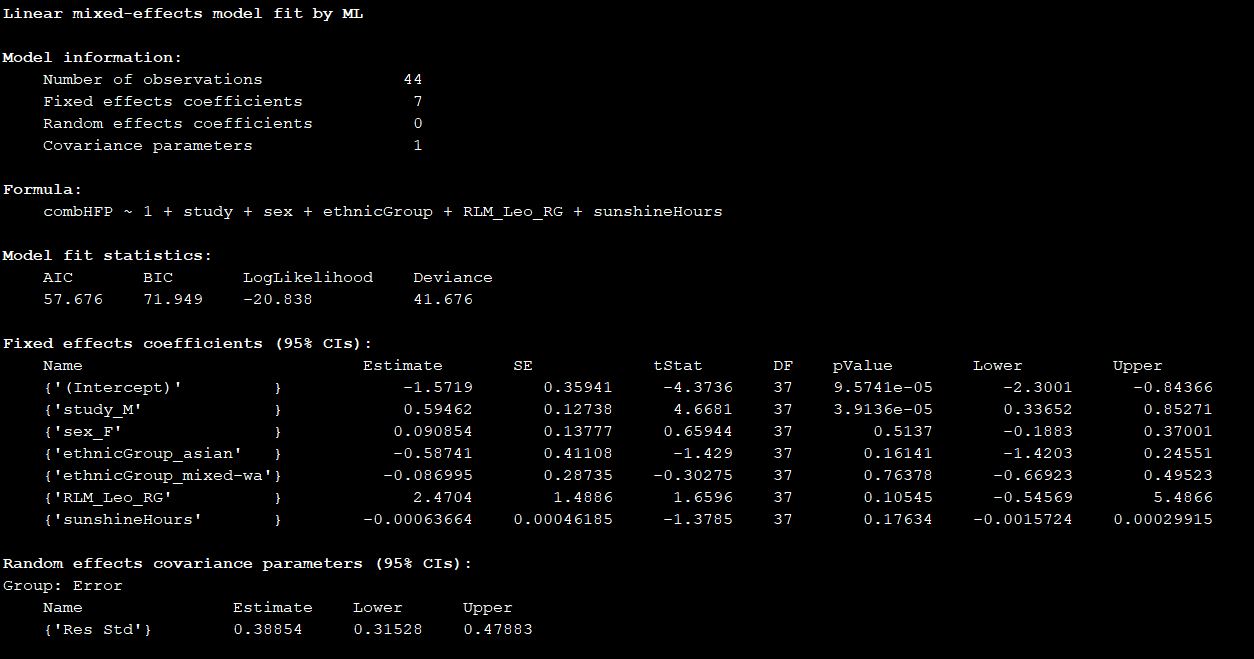 Linear mixed-effects model fit by ML
Model information:
Number of observations 44
Fixed effects coefficients 7
Random effects coefficients 0
Covariance parameters 1
Formula:
combHFP ~ 1 + study + sex + ethnicGroup + RLM_Leo_RG + sunshineHours
Model fit statistics:
AIC BIC LogLikelihood Deviance
57.676 71.949 -20.838 41.676
Fixed effects coefficients (95% CIs):
Name Estimate SE tStat DF pValue Lower Upper
{'(Intercept)' } -1.5719 0.35941 -4.3736 37 9.5741e-05 -2.3001 -0.84366
{'study_M' } 0.59462 0.12738 4.6681 37 3.9136e-05 0.33652 0.85271
{'sex_F' } 0.090854 0.13777 0.65944 37 0.5137 -0.1883 0.37001
{'ethnicGroup_asian' } -0.58741 0.41108 -1.429 37 0.16141 -1.4203 0.24551
{'ethnicGroup_mixed-wa'} -0.086995 0.28735 -0.30275 37 0.76378 -0.66923 0.49523
{'RLM_Leo_RG' } 2.4704 1.4886 1.6596 37 0.10545 -0.54569 5.4866
{'sunshineHours' } -0.00063664 0.00046185 -1.3785 37 0.17634 -0.0015724 0.00029915
Random effects covariance parameters (95% CIs):
Group: Error
Name Estimate Lower Upper
{'Res Std'} 0.38854 0.31528 0.47883